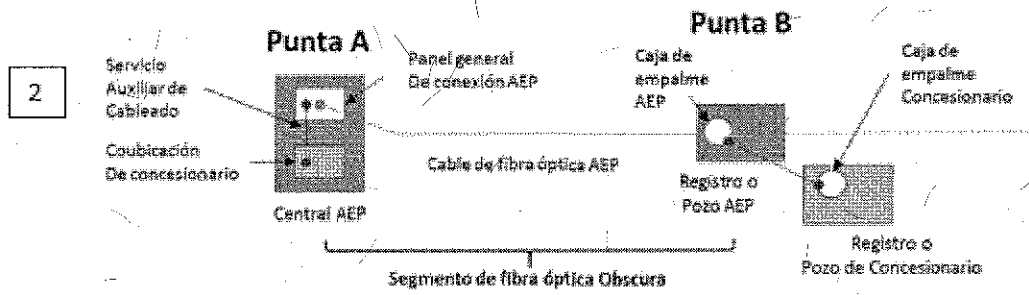 2
Punta A
Punta B
Servicio
Auxiliar de
Cableado
Panel general
De conexión AEP
Caja de
empalme
AEP
Caja de
empalme
Concesionario
Coubicación
De concesionario
Cable de fibra óptica AEP
Central AEP
Registro o
Pozo AEP
Registro o
Pozo de Concesionario
Segmento de fibra óptica Obscura